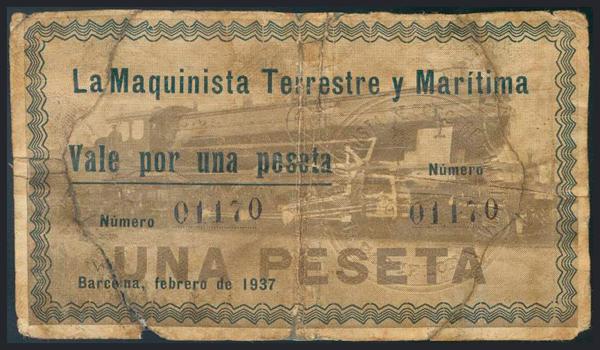 La Maquinista Terrestre y Marítima
Vale por una peseta
Número
Número 01170
01170
UNA PESETA
Barcelona, febrero de 1937